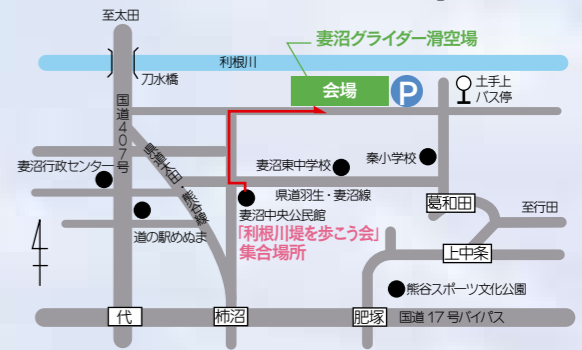 至太田
妻沼グライダー滑空場
利根川
刀水橋
会場
P
土手上
バス停
国道407号
県道太田・熊谷線
妻沼行政センター
妻沼東中学校
秦小学校
県道羽生・妻沼線
葛和田
至行田
道の駅めぬま
妻沼中央公民館
「利根川堤を歩こう会」
集合場所
上中条
熊谷スポーツ文化公園
代
柿沼
肥塚
国道17号バイパス
4